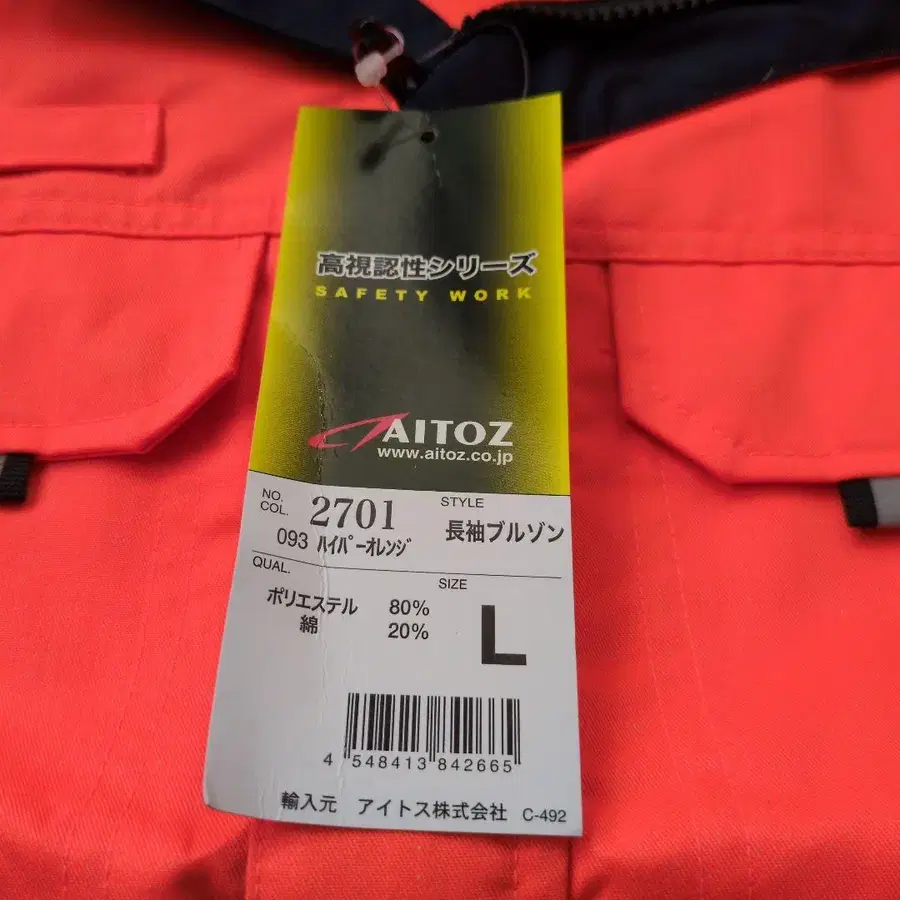 高視認性シリーズ
SAFETY WORK
AITOZ
www.aitoz.co.jp
NO. 2701 STYLE
COL. 093 ﾊｲﾊﾟｰｵﾚﾝｼﾞ 長袖ブルゾン
QUAL. SIZE
ポリエステル 80% L
綿 20%
4 548413 842665
輸入元 アイトス株式会社 C-492